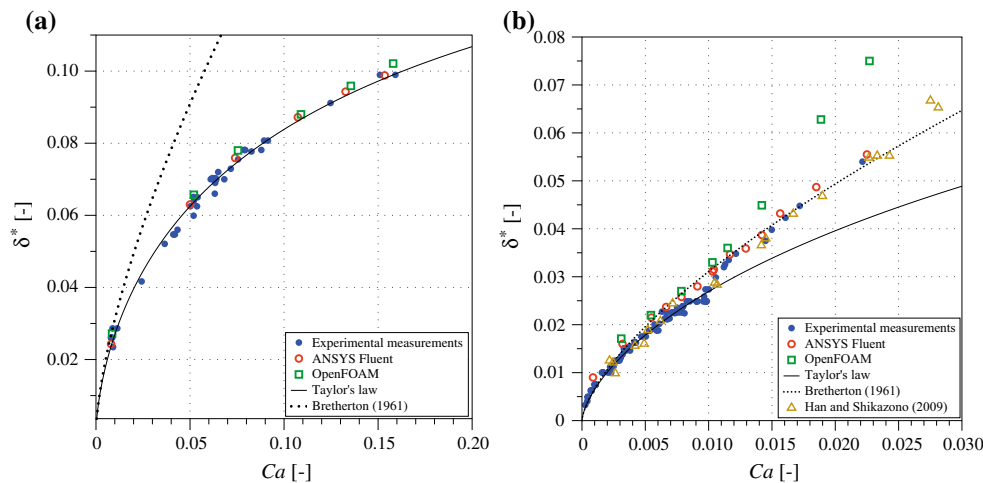 (a)
0.10
0.08
0.06
0.04
0.02
δ* [-]
0
0.05
0.10
0.15
0.20
Ca [-]
Experimental measurements
ANSYS Fluent
OpenFOAM
Taylor's law
Bretherton (1961)
(b)
0.08
0.07
0.06
0.05
0.04
0.03
0.02
0.01
0
δ* [-]
0
0.005
0.010
0.015
0.020
0.025
0.030
Ca [-]
Experimental measurements
ANSYS Fluent
OpenFOAM
Taylor's law
Bretherton (1961)
Han and Shikazono (2009)